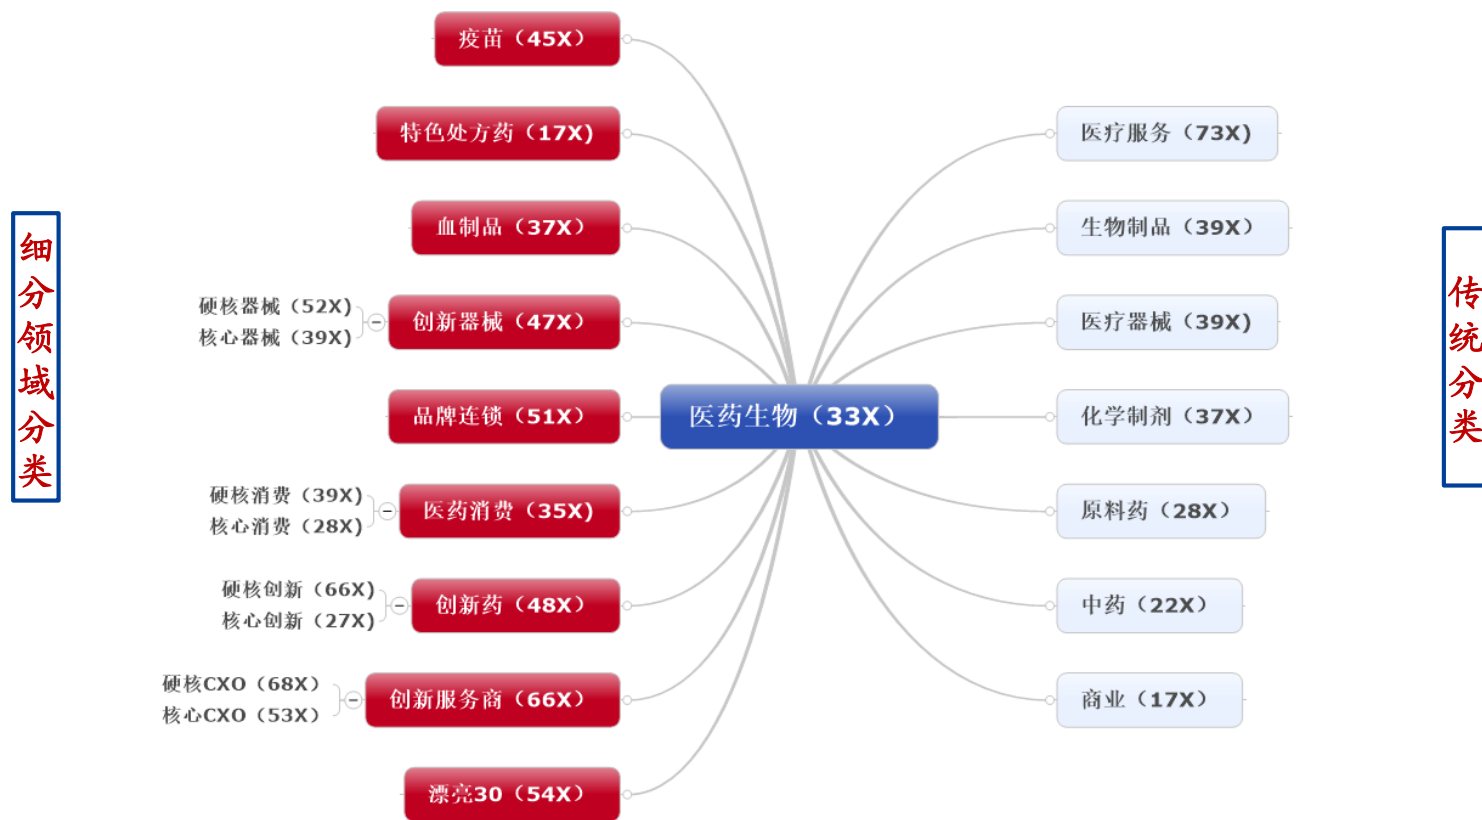 细分领域分类
疫苗（45X）
特色处方药（17X)
血制品（37X）
创新器械（47X）
硬核器械（52X)
核心器械（39X)
品牌连锁（51X）
医药消费（35X)
硬核消费（39X)
核心消费（28X)
创新药（48X）
硬核创新（66X)
核心创新（27X)
创新服务商（66X）
硬核CXO（68X）
核心CXO（53X）
漂亮30（54X）
医药生物（33X）
医疗服务（73X)
生物制品（39X）
医疗器械（39X)
化学制剂（37X）
原料药（28X）
中药（22X）
商业（17X）
传统分类